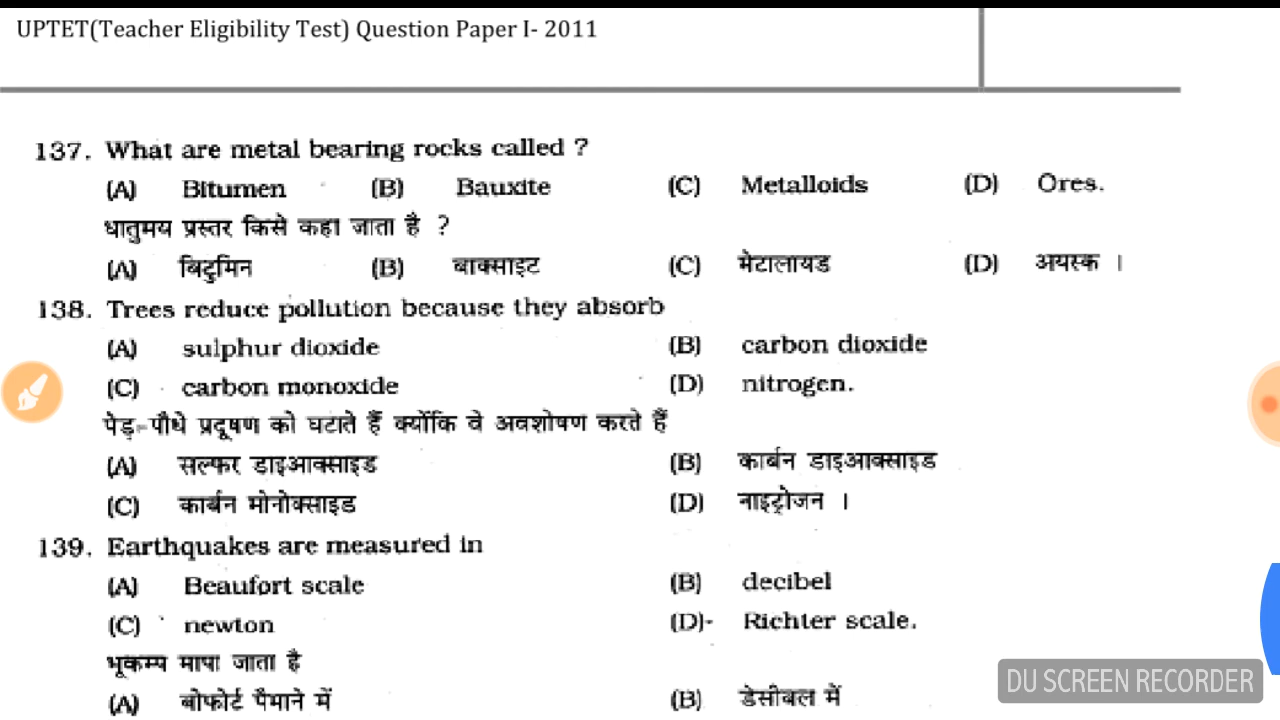 UPTET(Teacher Eligibility Test) Question Paper I- 2011
137. What are metal bearing rocks called ?
(A) Bitumen (B) Bauxite (C) Metalloids (D) Ores.
धातुमय प्रस्तर किसे कहा जाता है ?
(A) बिटुमिन (B) बाक्साइट (C) मेटालायड (D) अयस्क ।
138. Trees reduce pollution because they absorb
(A) sulphur dioxide (B) carbon dioxide
(C) carbon monoxide (D) nitrogen.
पेड़-पौधे प्रदूषण को घटाते हैं क्योंकि वे अवशोषण करते हैं
(A) सल्फर डाइआक्साइड (B) कार्बन डाइआक्साइड
(C) कार्बन मोनोक्साइड (D) नाइट्रोजन ।
139. Earthquakes are measured in
(A) Beaufort scale (B) decibel
(C) newton (D)- Richter scale.
भूकम्प मापा जाता है
(A) बोफोर्ट पैमाने में (B) डेसीबल में
DU SCREEN RECORDER